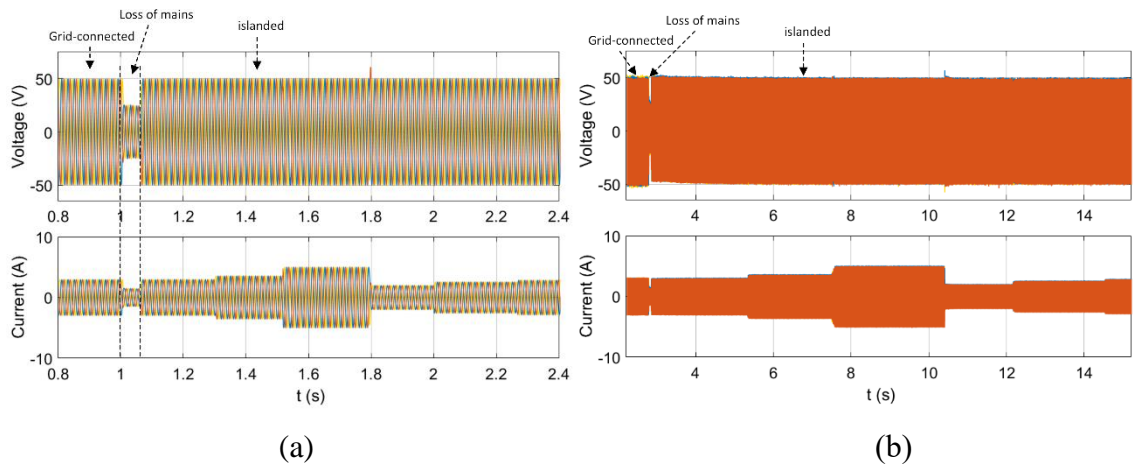 Loss of mains
Grid-connected
islanded
Voltage (V)
50
0
-50
0.8 1 1.2 1.4 1.6 1.8 2 2.2 2.4
Current (A)
10
0
-10
0.8 1 1.2 1.4 1.6 1.8 2 2.2 2.4
t (s)
(a)
Loss of mains
Grid-connected
islanded
Voltage (V)
50
0
-50
4 6 8 10 12 14
Current (A)
10
0
-10
4 6 8 10 12 14
t (s)
(b)